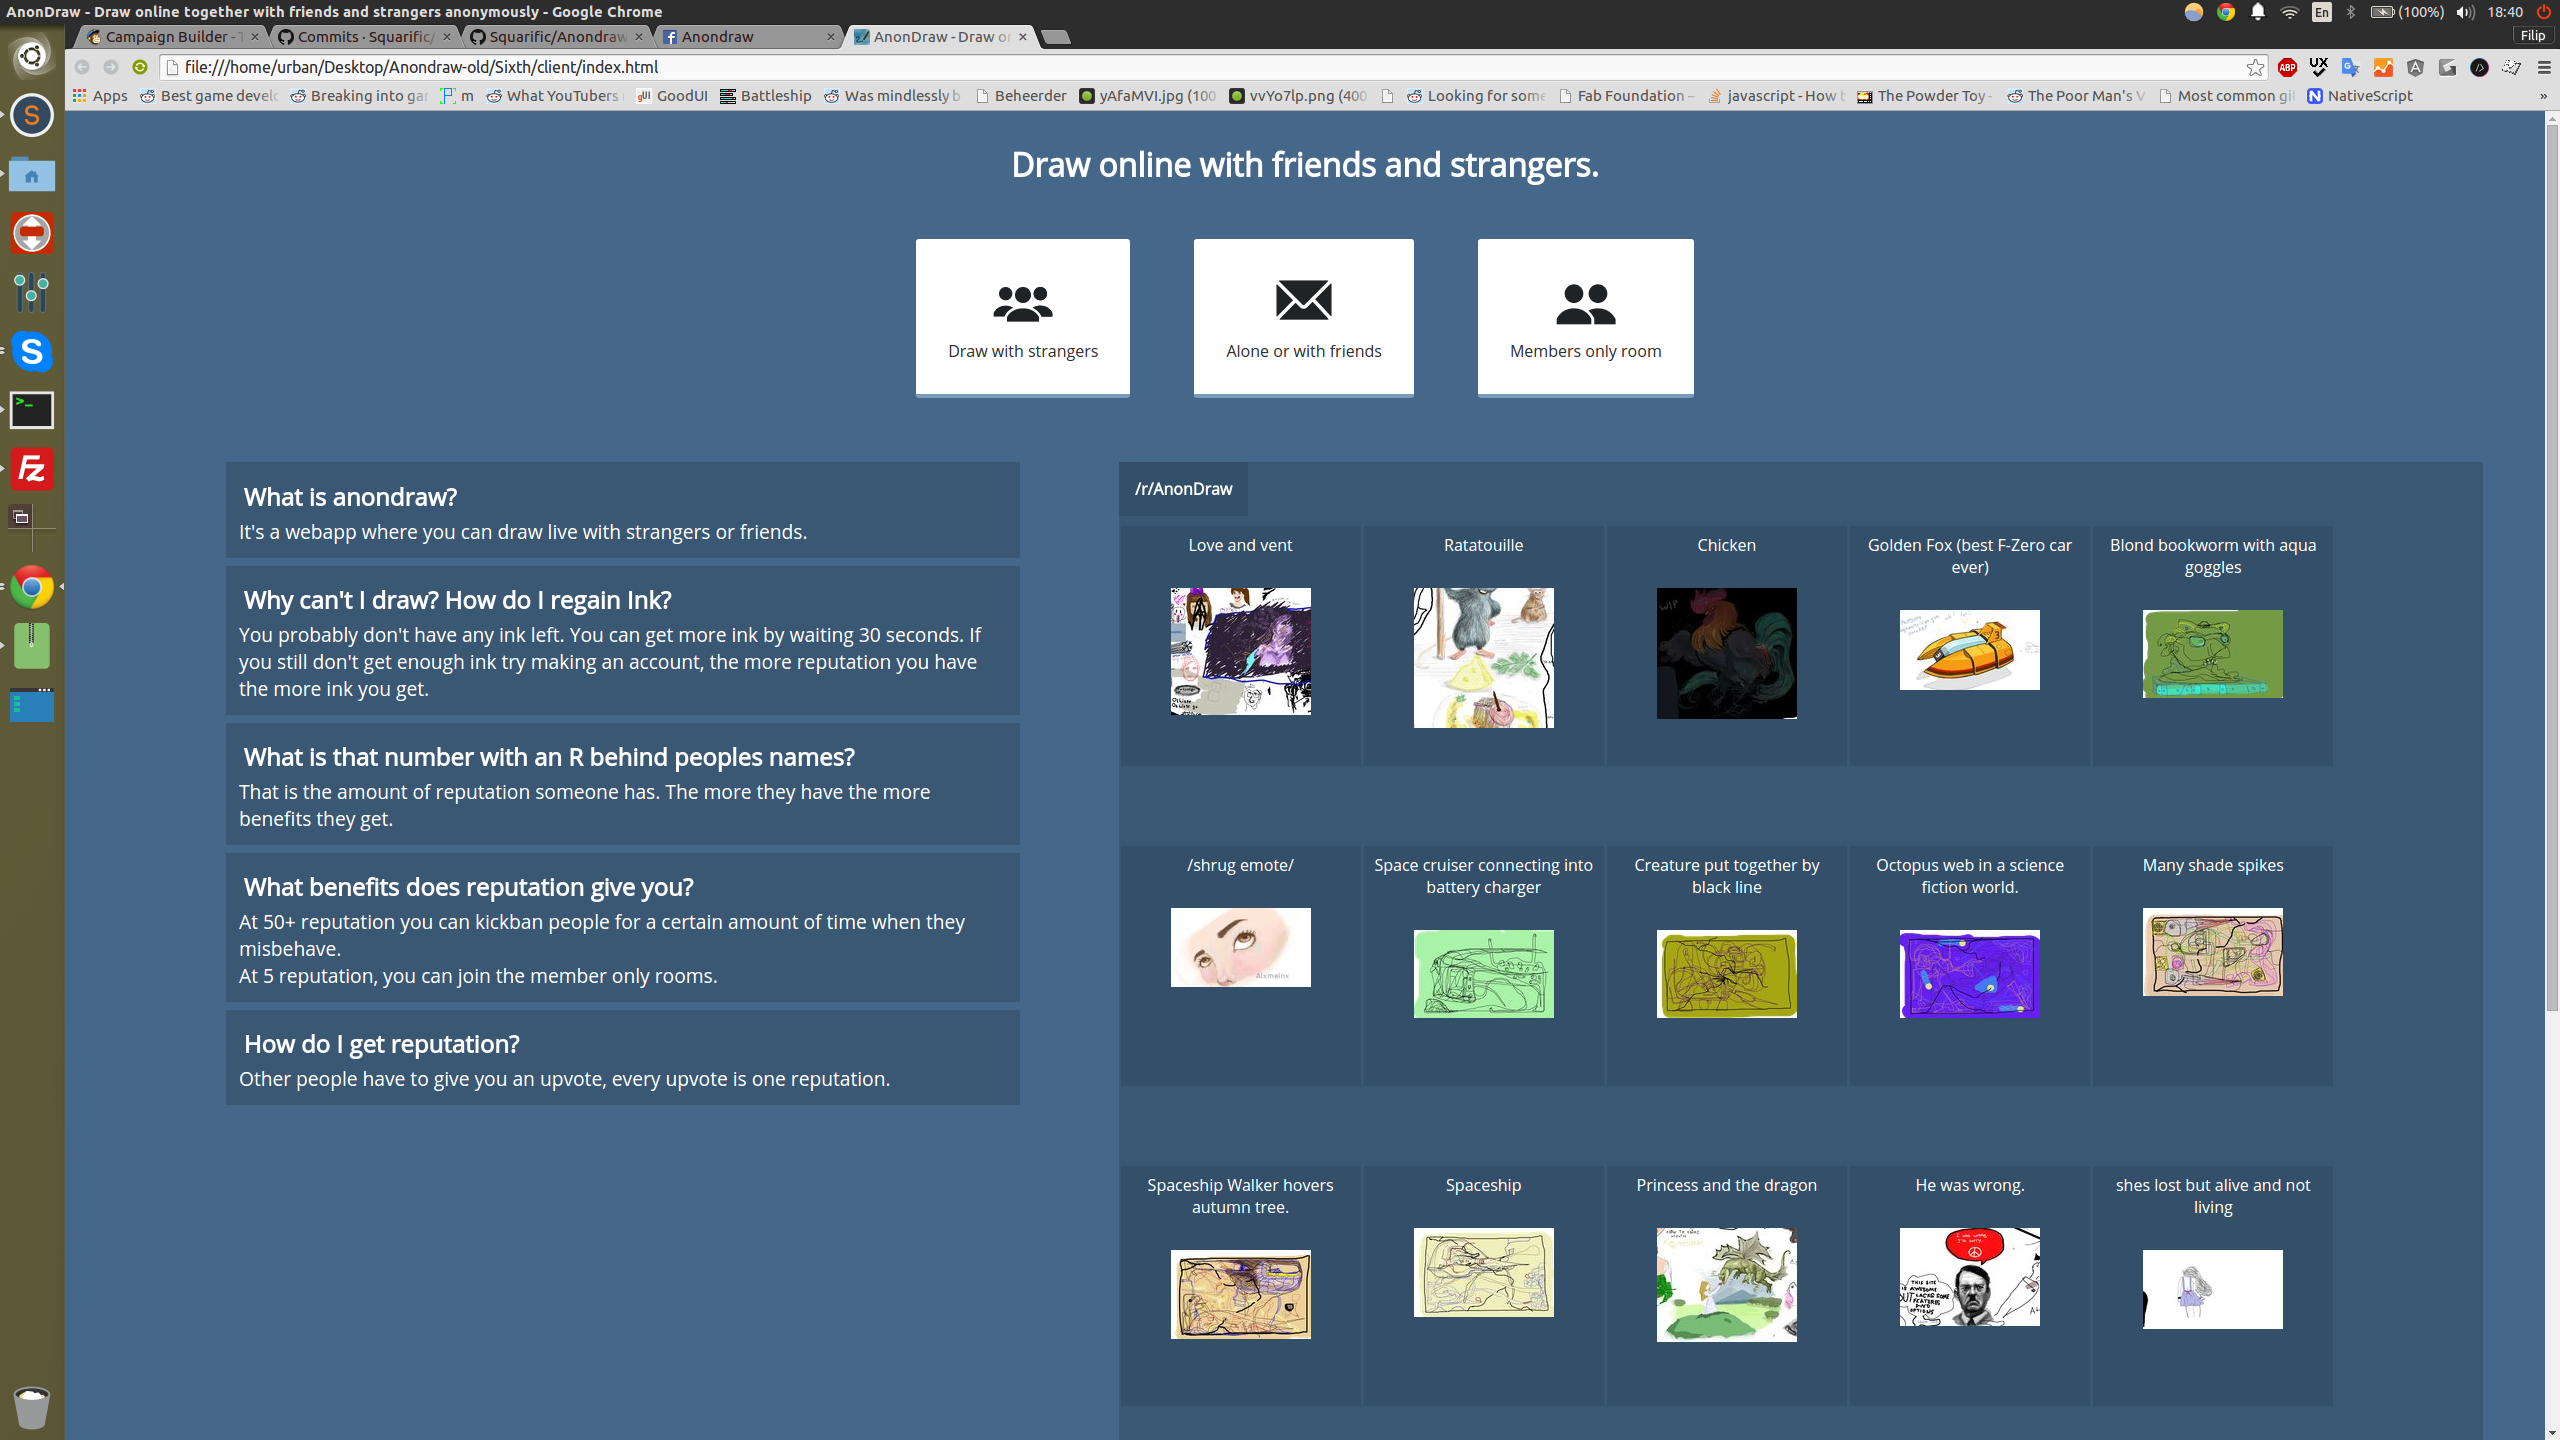 AnonDraw - Draw online together with friends and strangers anonymously - Google Chrome
En (100%) 18:40
Campaign Builder - Commits · Squarific/ Squarific/Anondraw Anondraw AnonDraw - Draw Filip
file:///home/urban/Desktop/Anondraw-old/Sixth/client/index.html
Apps Best game Breaking into m What YouTubers GoodUI Battleship Was mindlessly Beheerder yAfaMVI.jpg (100 vvYo7lp.png (400 Looking for Fab Foundation - javascript - How The Powder Toy - The Poor Man's Most common NativeScript »
Draw online with friends and strangers.
Draw with strangers
Alone or with friends
Members only room
What is anondraw?
It's a webapp where you can draw live with strangers or friends.
Why can't I draw? How do I regain Ink?
You probably don't have any ink left. You can get more ink by waiting 30 seconds. If
you still don't get enough ink try making an account, the more reputation you have
the more ink you get.
What is that number with an R behind peoples names?
That is the amount of reputation someone has. The more they have the more
benefits they get.
What benefits does reputation give you?
At 50+ reputation you can kickban people for a certain amount of time when they
misbehave.
At 5 reputation, you can join the member only rooms.
How do I get reputation?
Other people have to give you an upvote, every upvote is one reputation.
/r/AnonDraw
Love and vent
Ratatouille
Chicken
WIP
Golden Fox (best F-Zero car
ever)
Blond bookworm with aqua
goggles
/shrug emote/
Space cruiser connecting into
battery charger
Creature put together by
black line
Octopus web in a science
fiction world.
Many shade spikes
Spaceship Walker hovers
autumn tree.
Spaceship
Princess and the dragon
He was wrong.
I was wrong.
I'm sorry.
THIS SITE
IS AWESOME
BUT LACKS SOME
FEATURES
AND
OPTIONS
shes lost but alive and not
living